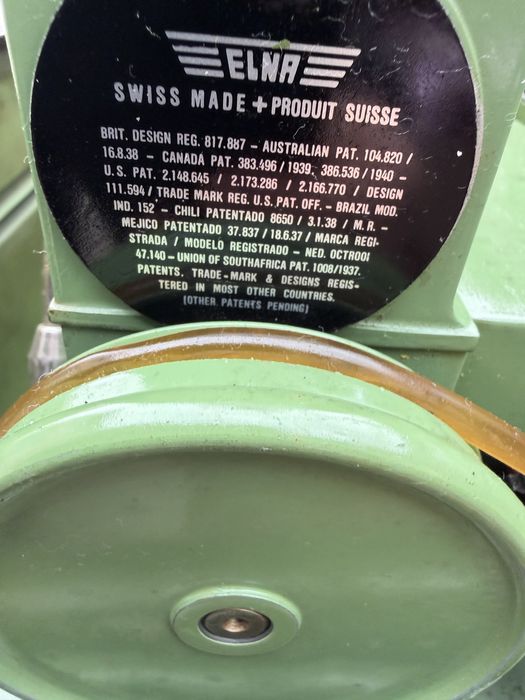 ELNA
SWISS MADE + PRODUIT SUISSE
BRIT. DESIGN REG. 817.887 – AUSTRALIAN PAT. 104.820 /
16.8.38 – CANADA PAT. 383.496 / 1939. 386.536 / 1940 –
U.S. PAT. 2.148.645 / 2.173.286 / 2.166.770 / DESIGN
111.594 / TRADE MARK REG. U.S. PAT. OFF. – BRAZIL MOD.
IND. 152 – CHILI PATENTADO 8650 / 3.1.38 / M.R. –
MEJICO PATENTADO 37.837 / 18.6.37 / MARCA REGI-
STRADA / MODELO REGISTRADO – NED. OCTROOI
47.140 – UNION OF SOUTHAFRICA PAT. 1008/1937.
PATENTS, TRADE-MARK & DESIGNS REGIS-
TERED IN MOST OTHER COUNTRIES.
(OTHER PATENTS PENDING)